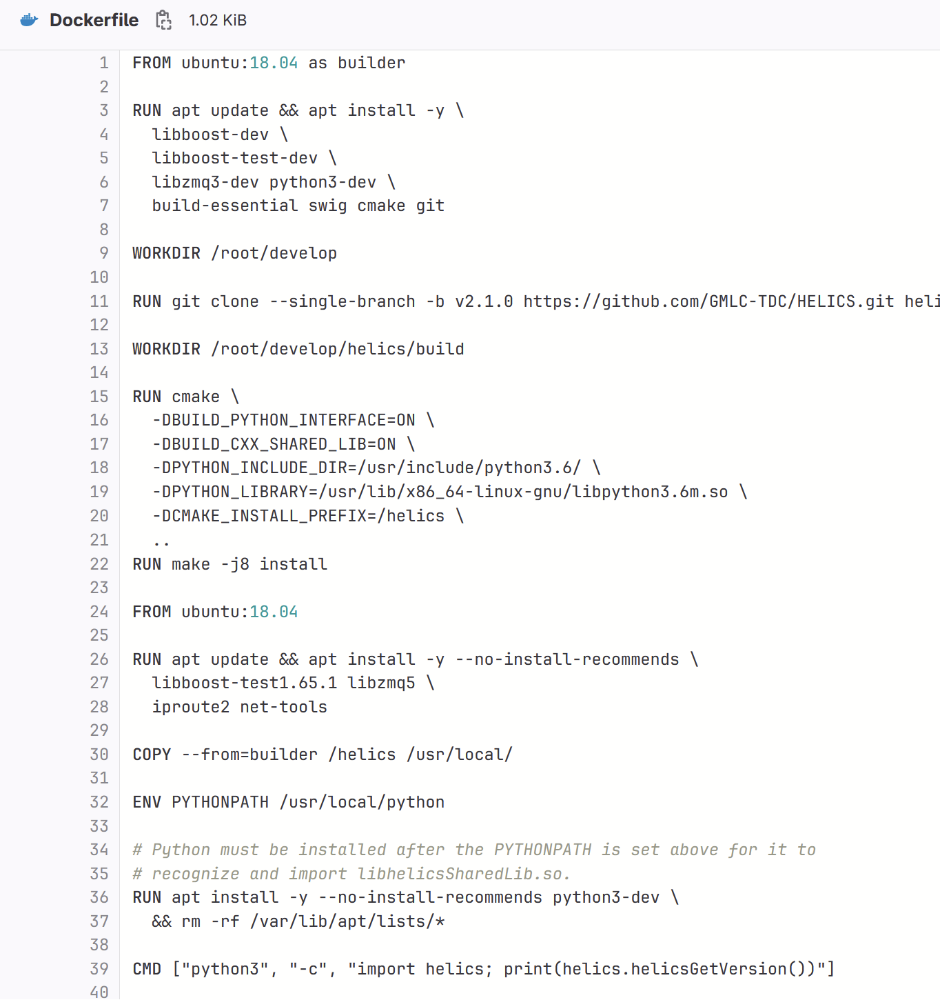 Dockerfile 1.02 KiB
1 FROM ubuntu:18.04 as builder
2
3 RUN apt update && apt install -y \
4   libboost-dev \
5   libboost-test-dev \
6   libzmq3-dev python3-dev \
7   build-essential swig cmake git
8
9 WORKDIR /root/develop
10
11 RUN git clone --single-branch -b v2.1.0 https://github.com/GMLC-TDC/HELICS.git heli
12
13 WORKDIR /root/develop/helics/build
14
15 RUN cmake \
16   -DBUILD_PYTHON_INTERFACE=ON \
17   -DBUILD_CXX_SHARED_LIB=ON \
18   -DPYTHON_INCLUDE_DIR=/usr/include/python3.6/ \
19   -DPYTHON_LIBRARY=/usr/lib/x86_64-linux-gnu/libpython3.6m.so \
20   -DCMAKE_INSTALL_PREFIX=/helics \
21   ..
22 RUN make -j8 install
23
24 FROM ubuntu:18.04
25
26 RUN apt update && apt install -y --no-install-recommends \
27   libboost-test1.65.1 libzmq5 \
28   iproute2 net-tools
29
30 COPY --from=builder /helics /usr/local/
31
32 ENV PYTHONPATH /usr/local/python
33
34 # Python must be installed after the PYTHONPATH is set above for it to
35 # recognize and import libhelicsSharedLib.so.
36 RUN apt install -y --no-install-recommends python3-dev \
37   && rm -rf /var/lib/apt/lists/*
38
39 CMD ["python3", "-c", "import helics; print(helics.helicsGetVersion())"]
40